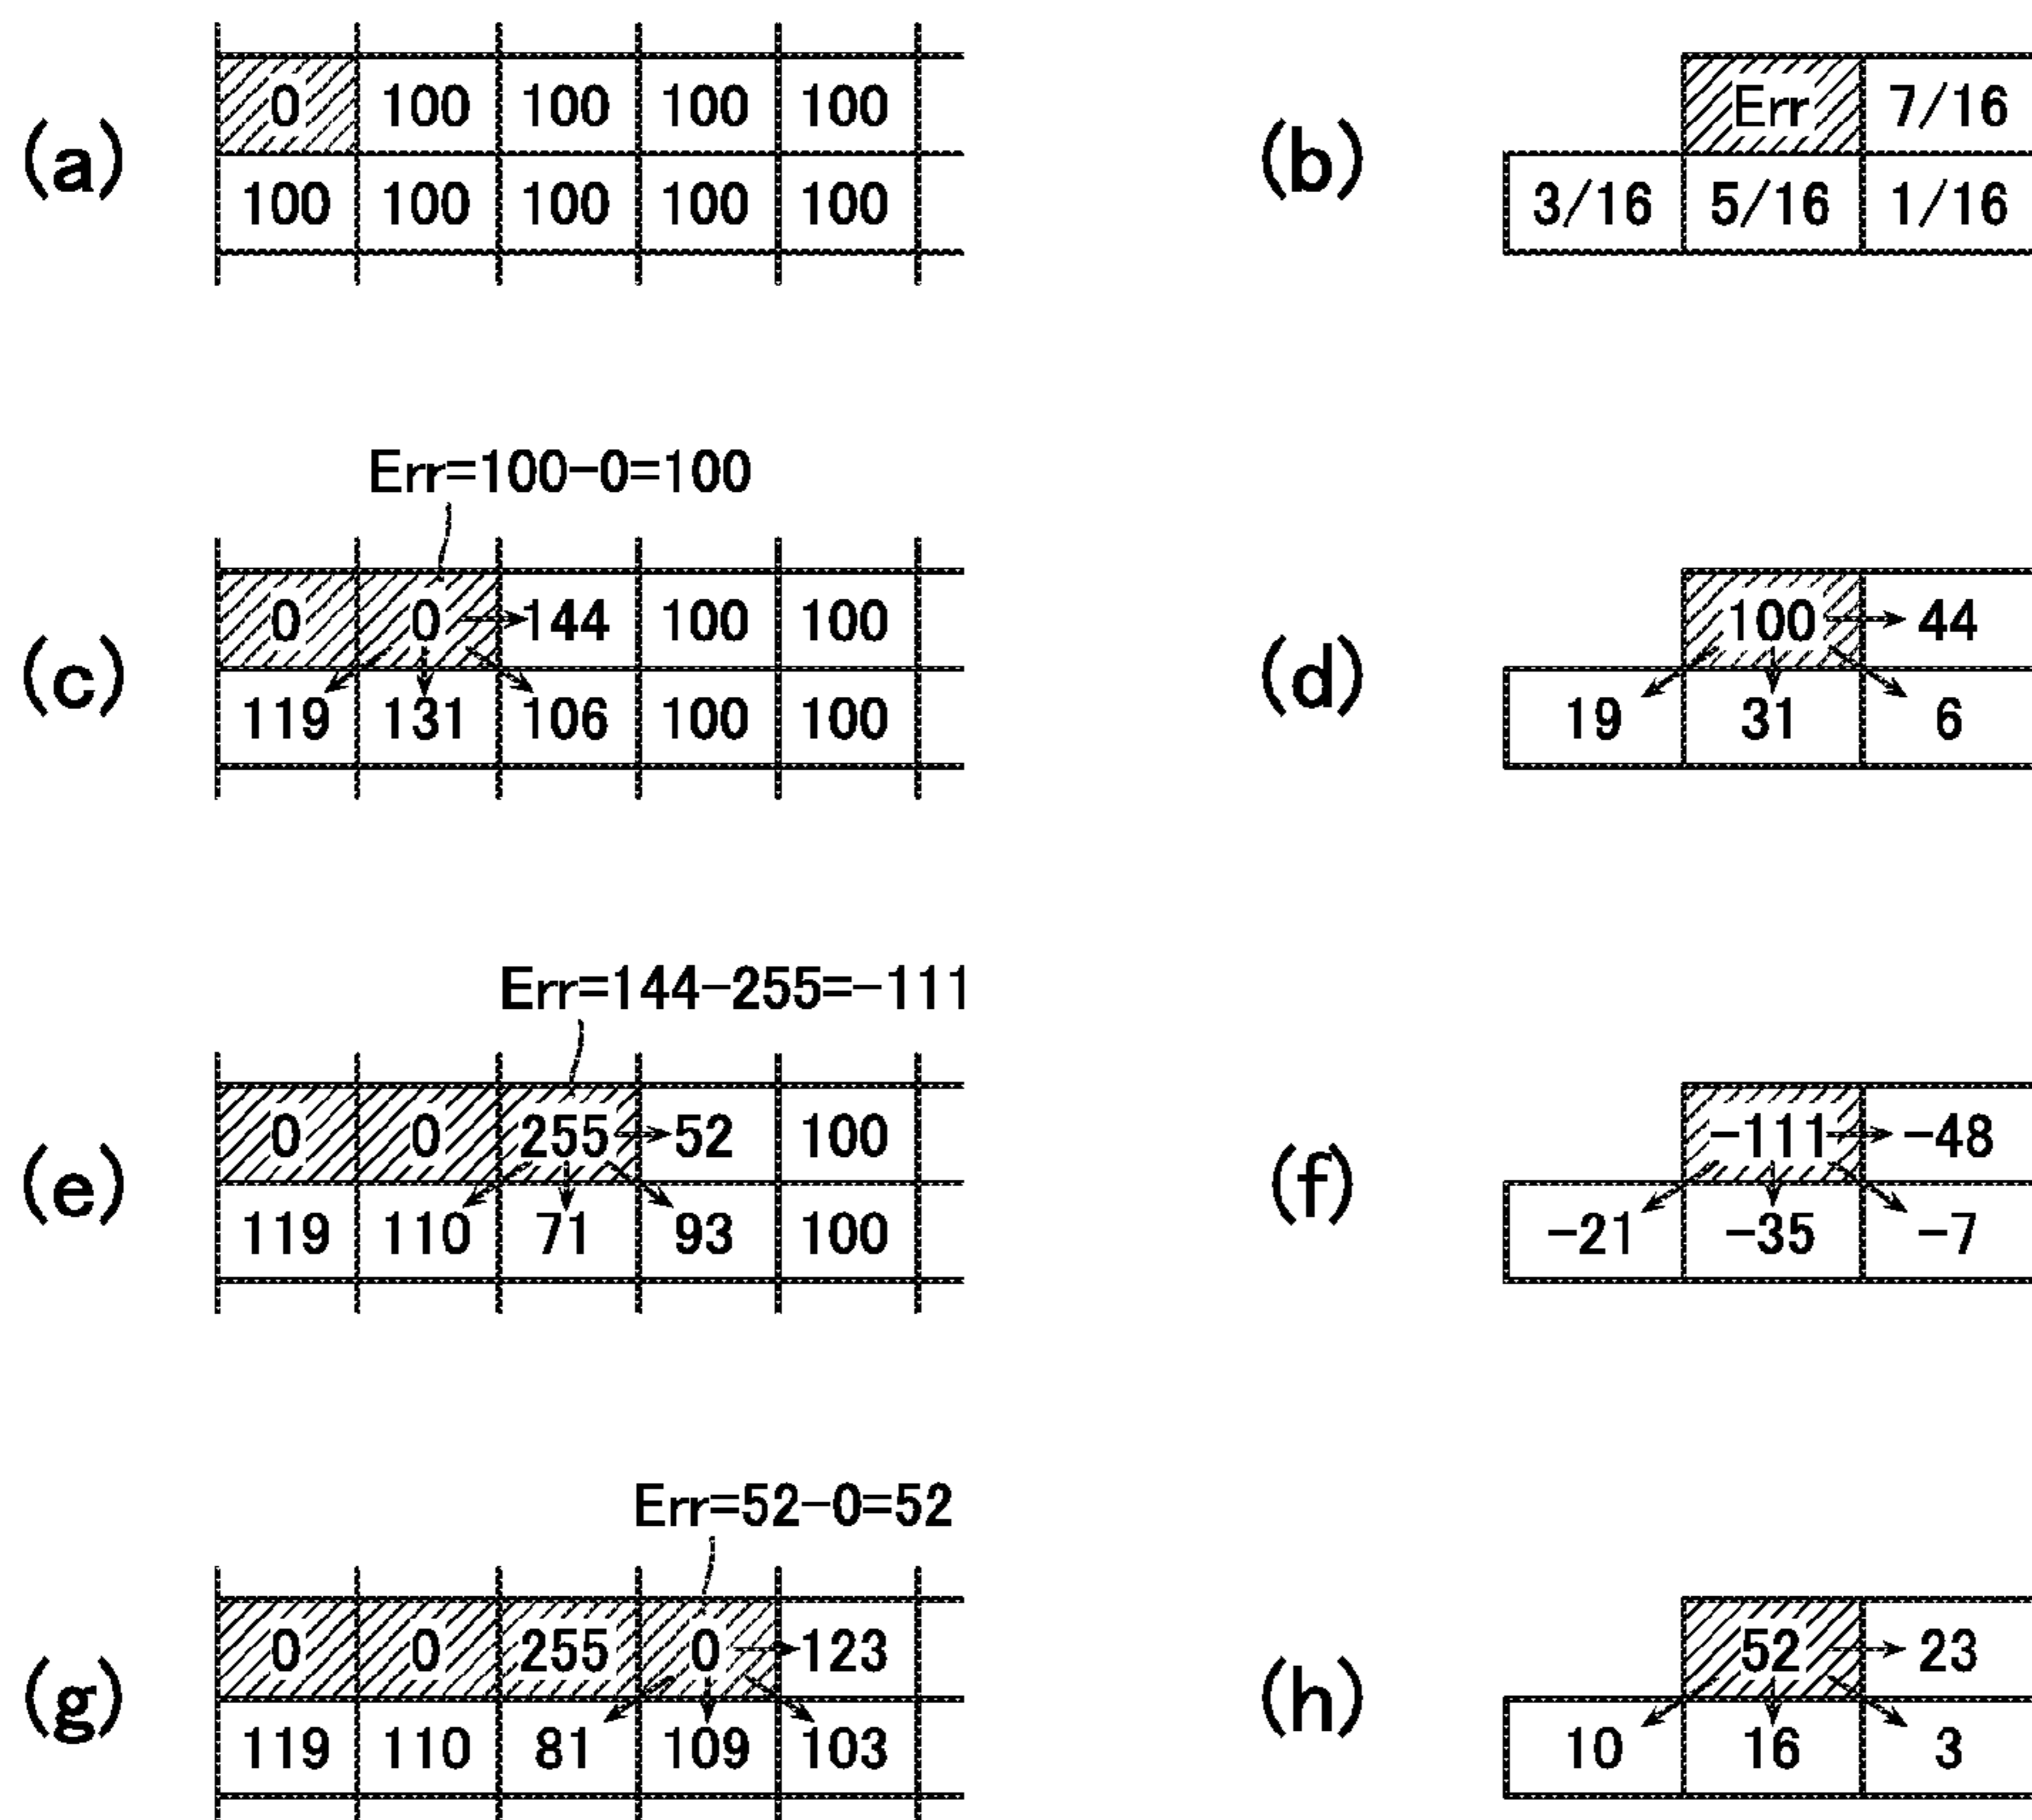 (a)
0 100 100 100 100
100 100 100 100 100
(b)
Err 7/16
3/16 5/16 1/16
Err=100-0=100
(c)
0 0 144 100 100
119 131 106 100 100
(d)
100 44
19 31 6
Err=144-255=-111
(e)
0 0 255 52 100
119 110 71 93 100
(f)
-111 -48
-21 -35 -7
Err=52-0=52
(g)
0 0 255 0 123
119 110 81 109 103
(h)
52 23
10 16 3